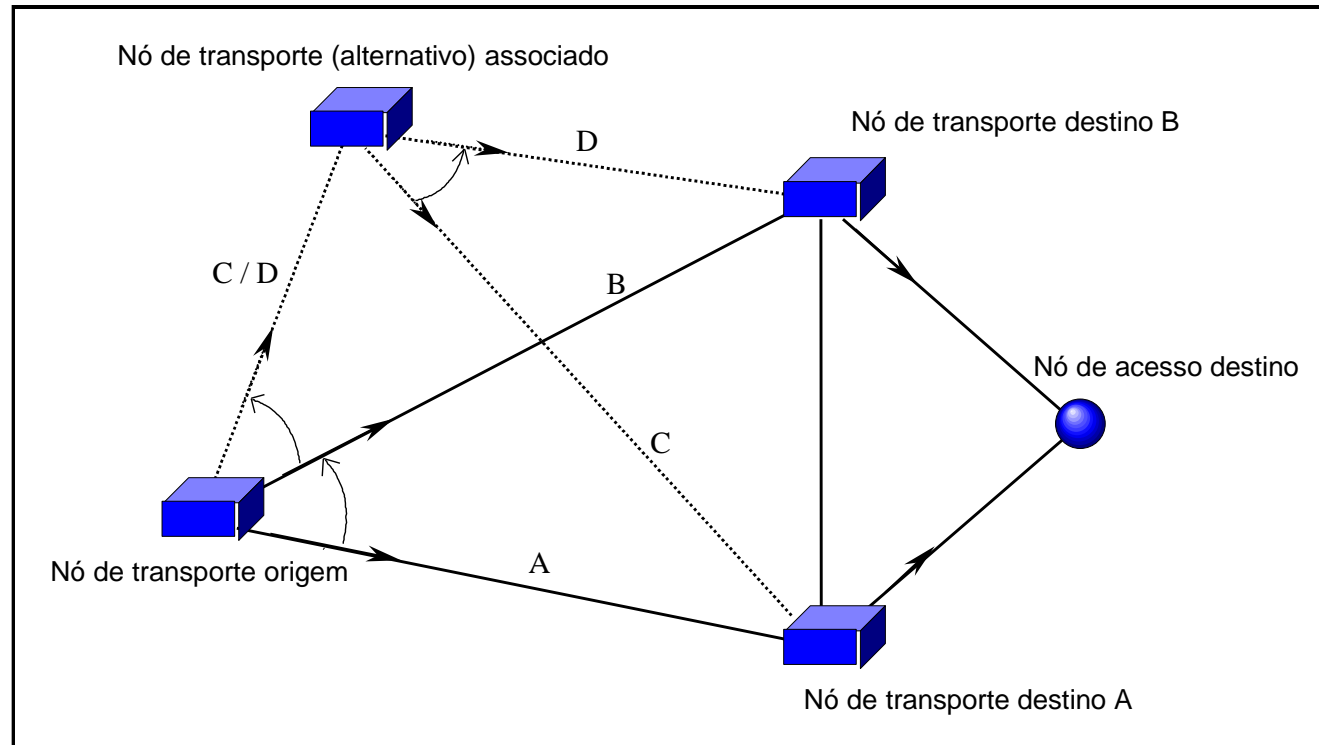 Nó de transporte (alternativo) associado
Nó de transporte destino B
D
C / D
B
Nó de acesso destino
C
Nó de transporte origem
A
Nó de transporte destino A